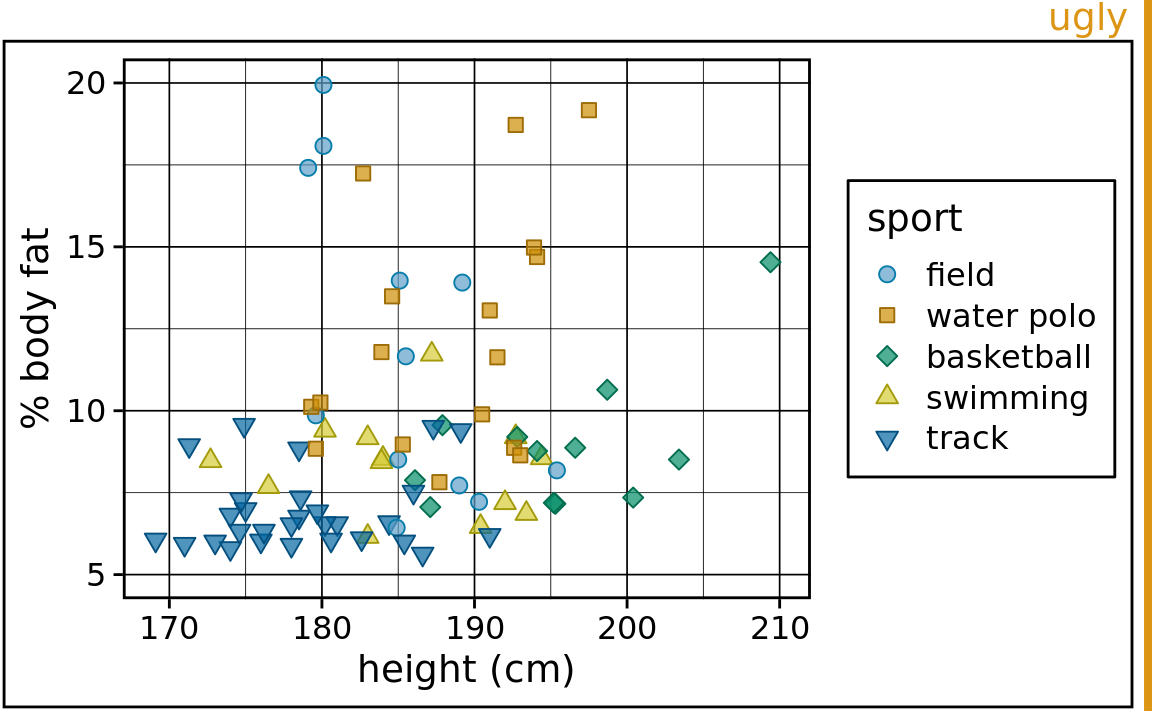 ugly
20
15
10
5
% body fat
170 180 190 200 210
height (cm)
sport
field
water polo
basketball
swimming
track